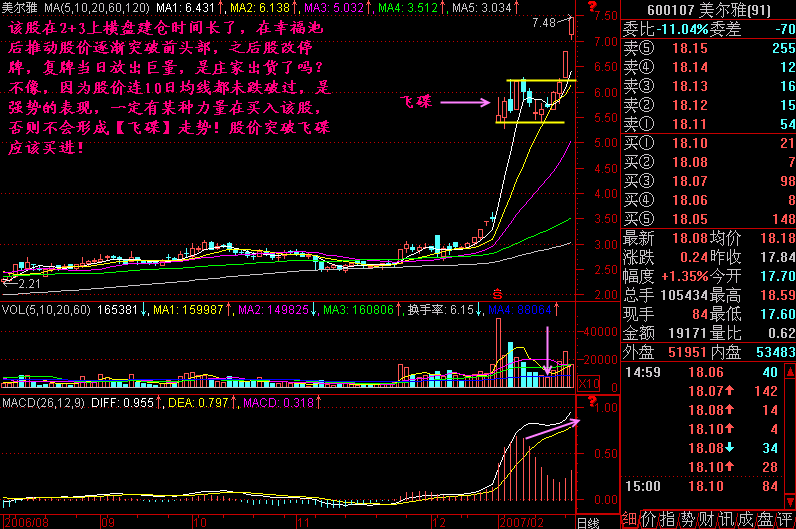 美尔雅 MA(5,10,20,60,120) MA1: 6.431↑, MA2: 6.138↑, MA3: 5.032↑, MA4: 3.512↑, MA5: 3.034↑
该股在2+3上横盘建仓时间长了，在幸福池
后推动股价逐渐突破前头部，之后股改停
牌，复牌当日放出巨量，是庄家出货了吗？
不像，因为股价连10日均线都未跌破过，是
强势的表现，一定有某种力量在买入该股，
否则不会形成【飞碟】走势！股价突破飞碟
应该买进！
飞碟
7.48
2.21
?
7.50
6.50
6.00
5.50
5.00
4.50
4.00
3.50
3.00
2.50
2.00
S
VOL(5,10,20,60) 165381↓, MA1: 159987↑, MA2: 149825↓, MA3: 160806↑, 换手率: 6.15↓, MA4: 88064↑
40000
20000
X10
MACD(26,12,9) DIFF: 0.955↑, DEA: 0.797↑, MACD: 0.318↑
?
1.00
0.50
0.00
2006/08 09 10 11 12 2007/02 日线
600107 美尔雅(91)
委比 -11.04% 委差 -70
卖⑤ 18.15 255
卖④ 18.14 12
卖③ 18.13 16
卖② 18.12 15
卖① 18.11 54
买① 18.10 21
买② 18.08 7
买③ 18.07 98
买④ 18.06 8
买⑤ 18.05 148
最新 18.08 均价 18.18
涨跌 0.24 昨收 17.84
幅度 +1.35% 今开 17.70
总手 105434 最高 18.59
现手 84 最低 17.60
金额 19171 量比 0.62
外盘 51951 内盘 53483
14:59 18.06 40
18.07↑ 142
18.08↑ 14
18.10↑ 4
18.08↓ 34
18.10↑ 28
15:00 18.10 84
细 价 指 势 财 讯 成 盘 评